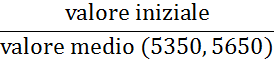 valore iniziale
valore medio (5350, 5650)